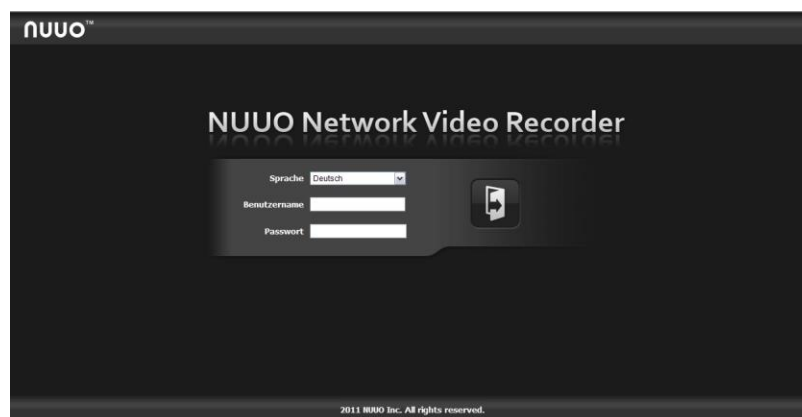 nuuo™
NUUO Network Video Recorder
Sprache Deutsch
Benutzername
Passwort
2011 NUUO Inc. All rights reserved.